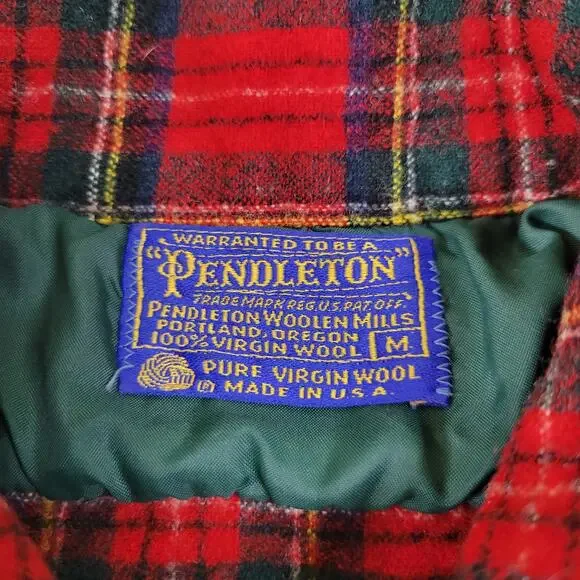 WARRANTED TO BE A
"PENDLETON"
TRADE MARK REG. U.S. PAT. OFF.
PENDLETON WOOLEN MILLS
PORTLAND, OREGON
100% VIRGIN WOOL M
PURE VIRGIN WOOL
® MADE IN U.S.A.